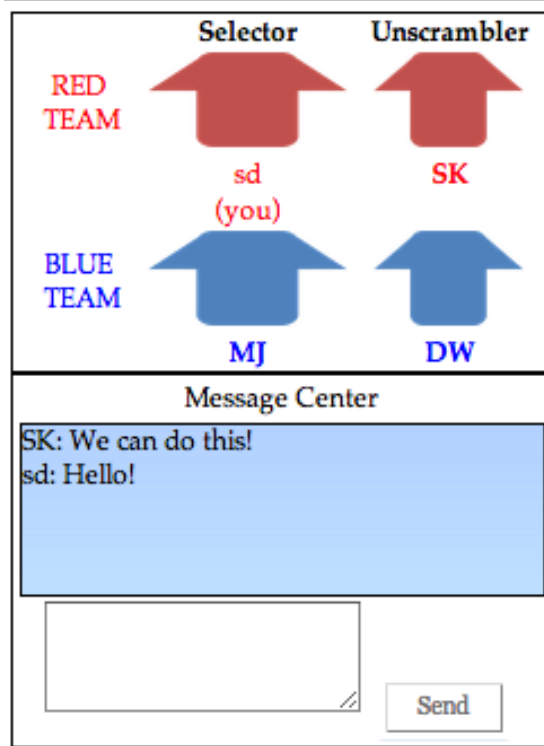 Selector Unscrambler
RED
TEAM
sd SK
(you)
BLUE
TEAM
MJ DW
Message Center
SK: We can do this!
sd: Hello!
Send